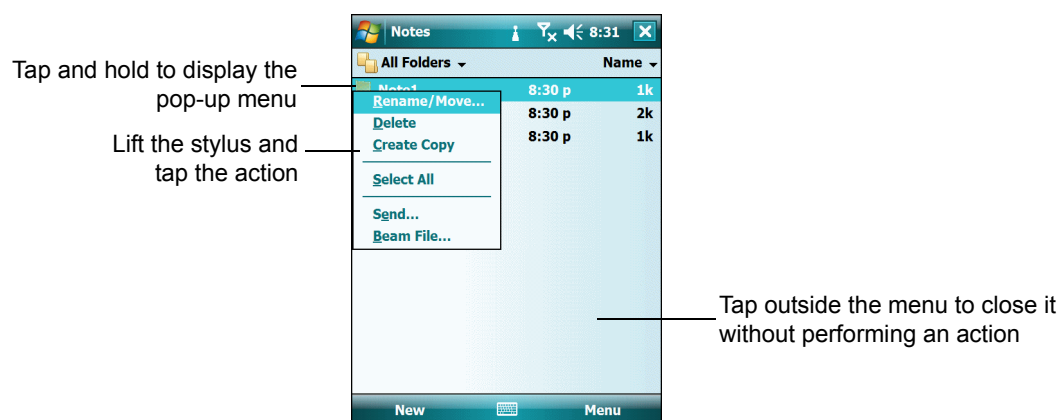 Notes 8:31
All Folders Name
Tap and hold to display the
pop-up menu
Note1 8:30 p 1k
Rename/Move...
8:30 p 2k
Delete
8:30 p 1k
Create Copy
Lift the stylus and
tap the action
Select All
Send...
Beam File...
Tap outside the menu to close it
without performing an action
New Menu